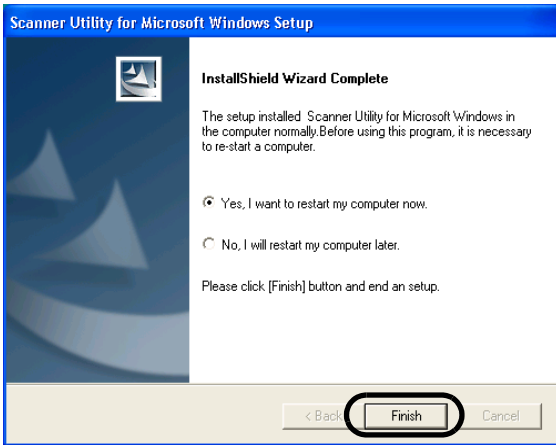 Scanner Utility for Microsoft Windows Setup
InstallShield Wizard Complete
The setup installed Scanner Utility for Microsoft Windows in
the computer normally.Before using this program, it is necessary
to re-start a computer.
Yes, I want to restart my computer now.
No, I will restart my computer later.
Please click [Finish] button and end an setup.
< Back
Finish
Cancel